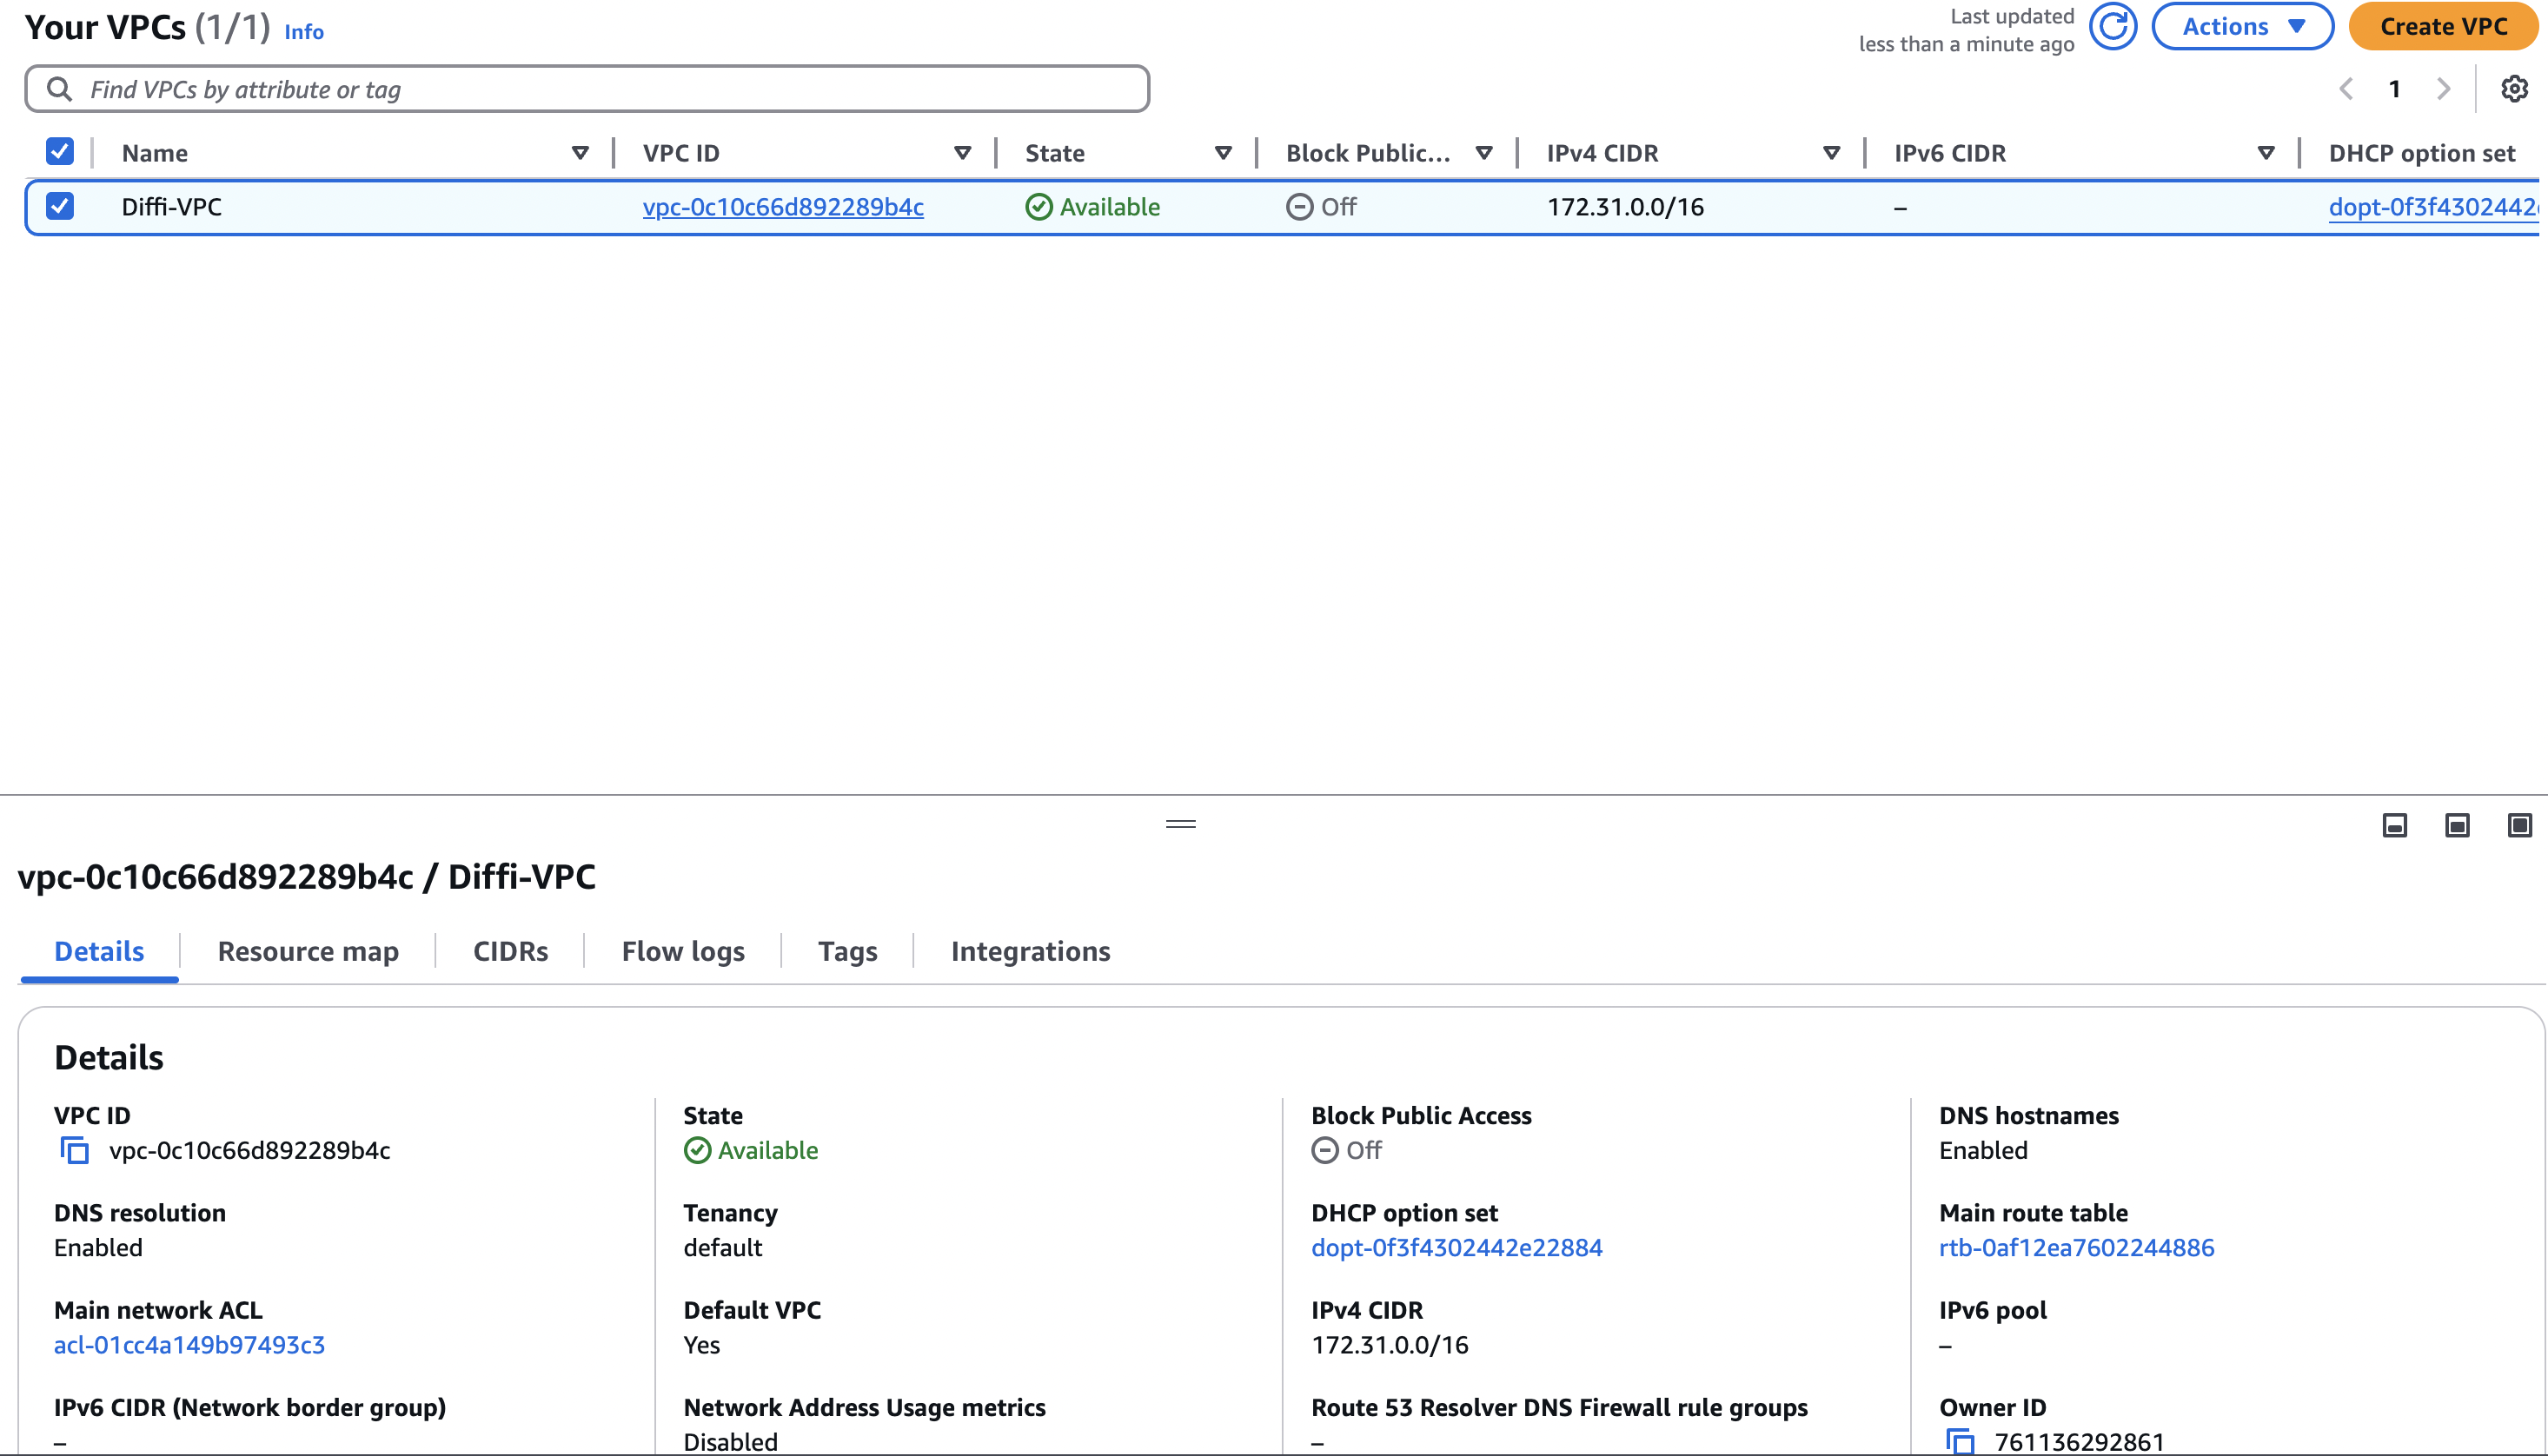 Your VPCs (1/1) Info
Last updated
less than a minute ago
Actions
Create VPC
Find VPCs by attribute or tag
1
Name VPC ID State Block Public... IPv4 CIDR IPv6 CIDR DHCP option set
Diffi-VPC vpc-0c10c66d892289b4c Available Off 172.31.0.0/16 – dopt-0f3f4302442
vpc-0c10c66d892289b4c / Diffi-VPC
Details Resource map CIDRs Flow logs Tags Integrations
Details
VPC ID State Block Public Access DNS hostnames
vpc-0c10c66d892289b4c Available Off Enabled
DNS resolution Tenancy DHCP option set Main route table
Enabled default dopt-0f3f4302442e22884 rtb-0af12ea7602244886
Main network ACL Default VPC IPv4 CIDR IPv6 pool
acl-01cc4a149b97493c3 Yes 172.31.0.0/16 –
IPv6 CIDR (Network border group) Network Address Usage metrics Route 53 Resolver DNS Firewall rule groups Owner ID
– Disabled – 761136292861